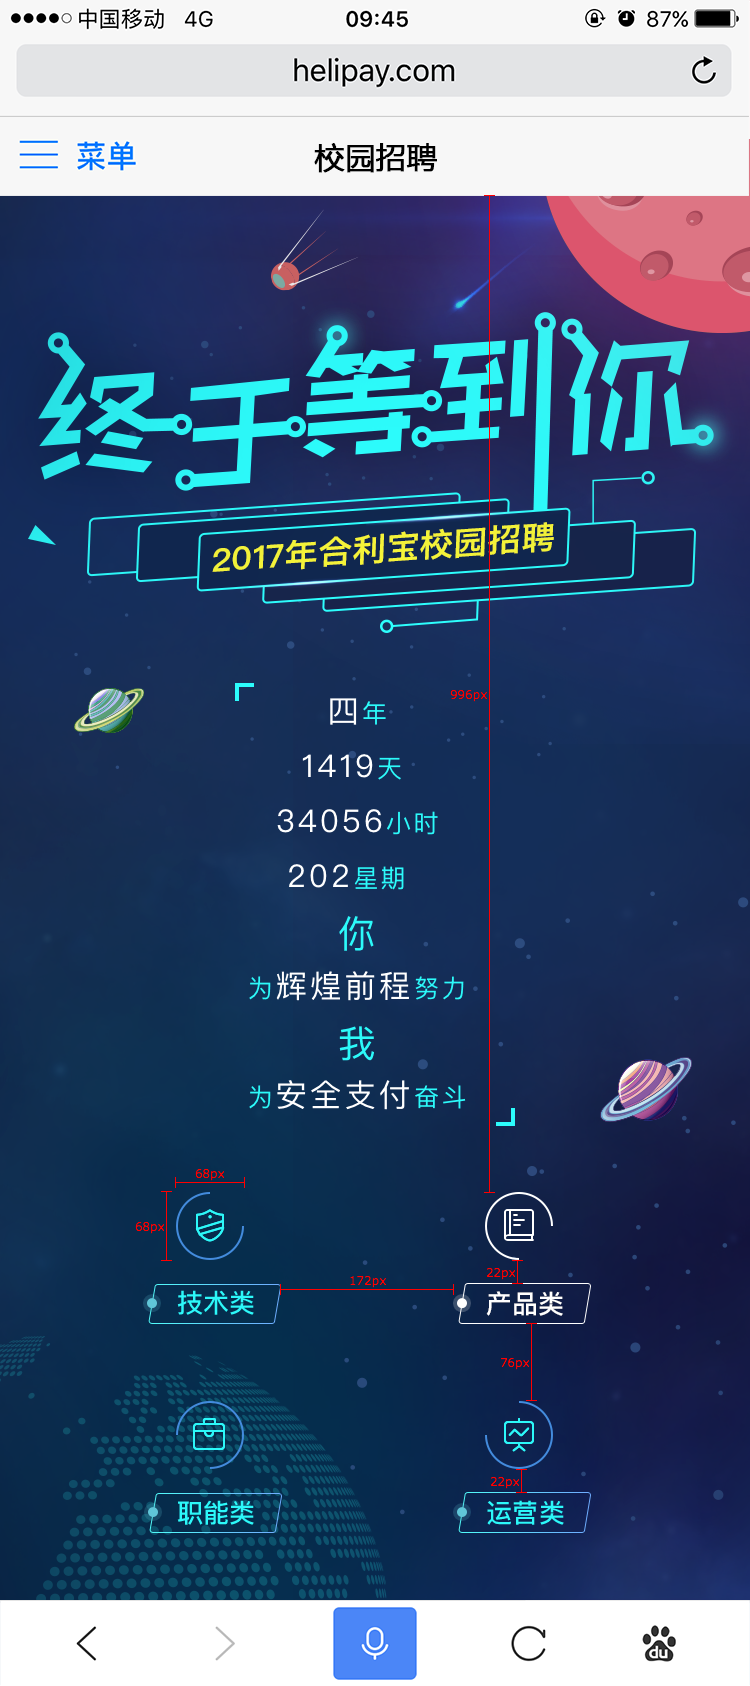 中国移动 4G 09:45 87%
helipay.com
菜单 校园招聘
终于等到你
2017年合利宝校园招聘
996px
四年
1419天
34056小时
202星期
你
为辉煌前程努力
我
为安全支付奋斗
68px
68px
22px
172px
技术类 产品类
76px
22px
职能类 运营类
du